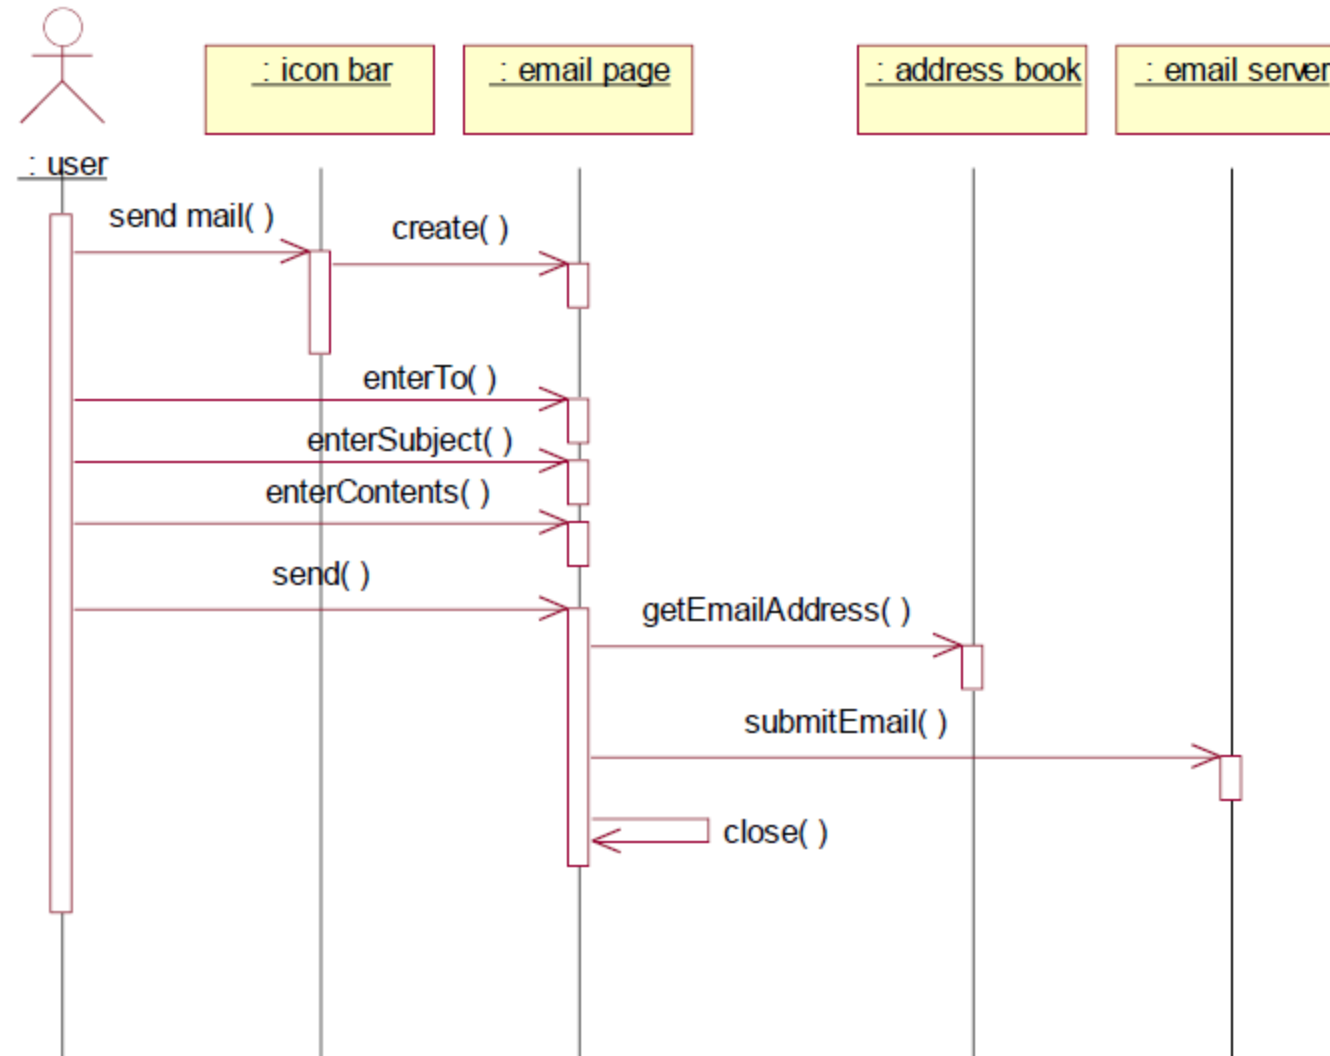 : icon bar
: email page
: address book
: email server
: user
send mail( )
create( )
enterTo( )
enterSubject( )
enterContents( )
send( )
getEmailAddress( )
submitEmail( )
close( )